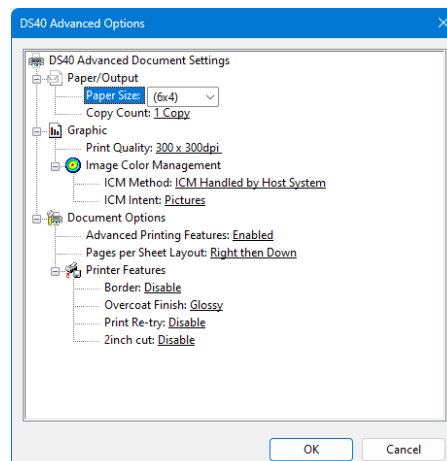 DS40 Advanced Options
DS40 Advanced Document Settings
Paper/Output
Paper Size: (6x4)
Copy Count: 1 Copy
Graphic
Print Quality: 300 x 300dpi
Image Color Management
ICM Method: ICM Handled by Host System
ICM Intent: Pictures
Document Options
Advanced Printing Features: Enabled
Pages per Sheet Layout: Right then Down
Printer Features
Border: Disable
Overcoat Finish: Glossy
Print Re-try: Disable
2inch cut: Disable
OK Cancel